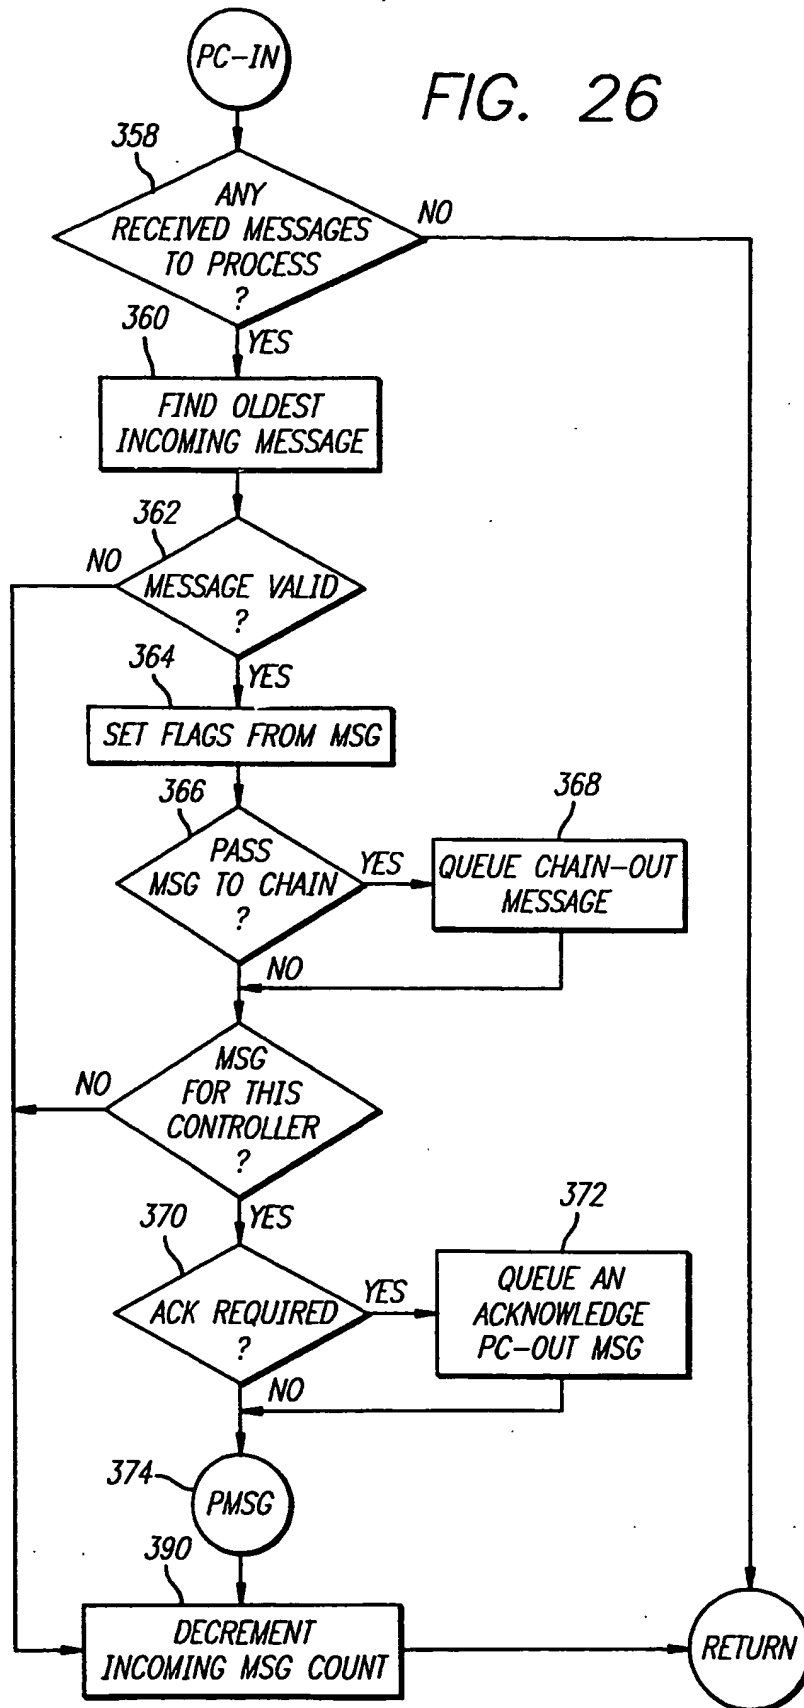 PC-IN
FIG. 26
358
ANY
RECEIVED MESSAGES
TO PROCESS
?
NO
YES
360
FIND OLDEST
INCOMING MESSAGE
362
NO
MESSAGE VALID
?
YES
364
SET FLAGS FROM MSG
366
PASS
MSG TO CHAIN
?
YES
368
QUEUE CHAIN-OUT
MESSAGE
NO
MSG
FOR THIS
CONTROLLER
?
NO
YES
370
ACK REQUIRED
?
YES
372
QUEUE AN
ACKNOWLEDGE
PC-OUT MSG
NO
374
PMSG
390
DECREMENT
INCOMING MSG COUNT
RETURN